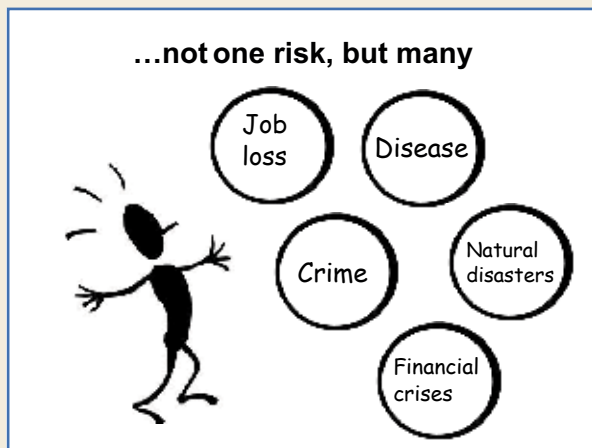 …not one risk, but many
Job
loss
Disease
Crime
Natural
disasters
Financial
crises